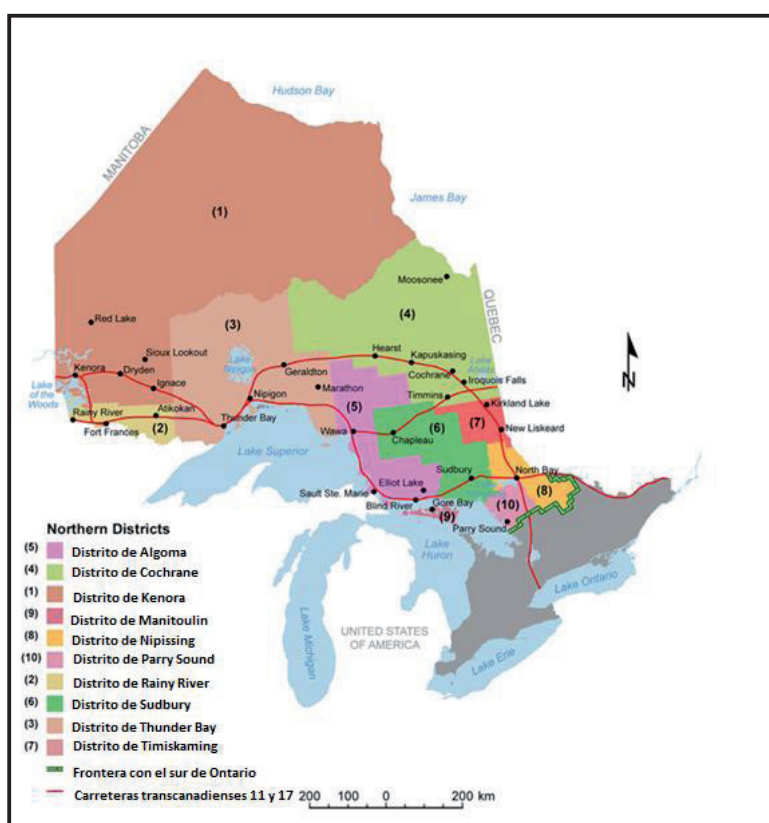 Hudson Bay
MANITOBA
(1)
James Bay
Moosonee
QUEBEC
(3)
(4)
Red Lake
Sioux Lookout
Lake
Nipigon
Hearst
Kapuskasing
Lake
Abitibi
Geraldton
Cochrane
Iroquois Falls
Kenora
Dryden
Ignace
Marathon
Timmins
Kirkland Lake
Lake
of the
Woods
Nipigon
(5)
(7)
Rainy River
Atikokan
(2)
Fort Frances
Thunder Bay
Wawa
(6)
Chapleau
New Liskeard
N
Lake Superior
Sudbury
North Bay
Elliot Lake
Sault Ste. Marie
(8)
(10)
Blind River
Gore Bay
(9)
Parry Sound
Lake
Huron
Lake Ontario
Lake Michigan
UNITED STATES
OF AMERICA
Lake Erie
Northern Districts
(5) Distrito de Algoma
(4) Distrito de Cochrane
(1) Distrito de Kenora
(9) Distrito de Manitoulin
(8) Distrito de Nipissing
(10) Distrito de Parry Sound
(2) Distrito de Rainy River
(6) Distrito de Sudbury
(3) Distrito de Thunder Bay
(7) Distrito de Timiskaming
Frontera con el sur de Ontario
Carreteras transcanadienses 11 y 17
200 100 0 200 km